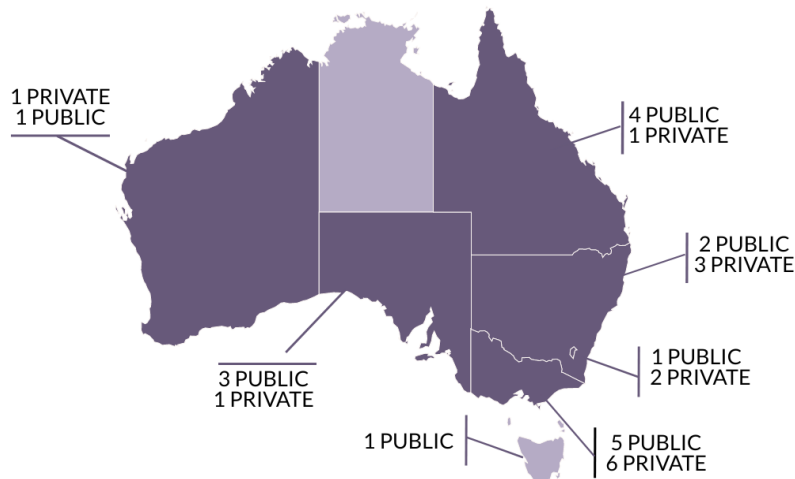 1 PRIVATE
1 PUBLIC
4 PUBLIC
1 PRIVATE
2 PUBLIC
3 PRIVATE
1 PUBLIC
2 PRIVATE
3 PUBLIC
1 PRIVATE
1 PUBLIC
5 PUBLIC
6 PRIVATE